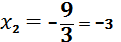 x₂ = -9/3 = -3